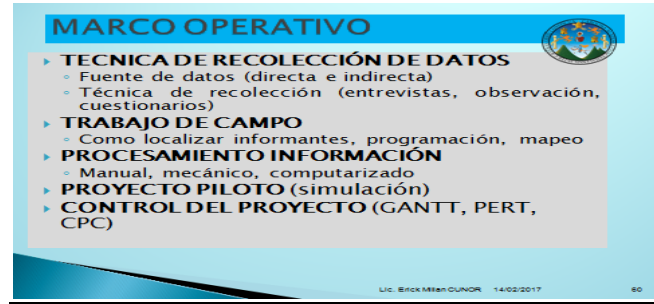 MARCO OPERATIVO
TECNICA DE RECOLECCIÓN DE DATOS
Fuente de datos (directa e indirecta)
Técnica de recolección (entrevistas, observación,
cuestionarios)
TRABAJO DE CAMPO
Como localizar informantes, programación, mapeo
PROCESAMIENTO INFORMACIÓN
Manual, mecánico, computarizado
PROYECTO PILOTO (simulación)
CONTROL DEL PROYECTO (GANTT, PERT,
CPC)
Lic. Erick Milian CUNOR 14/02/2017 60